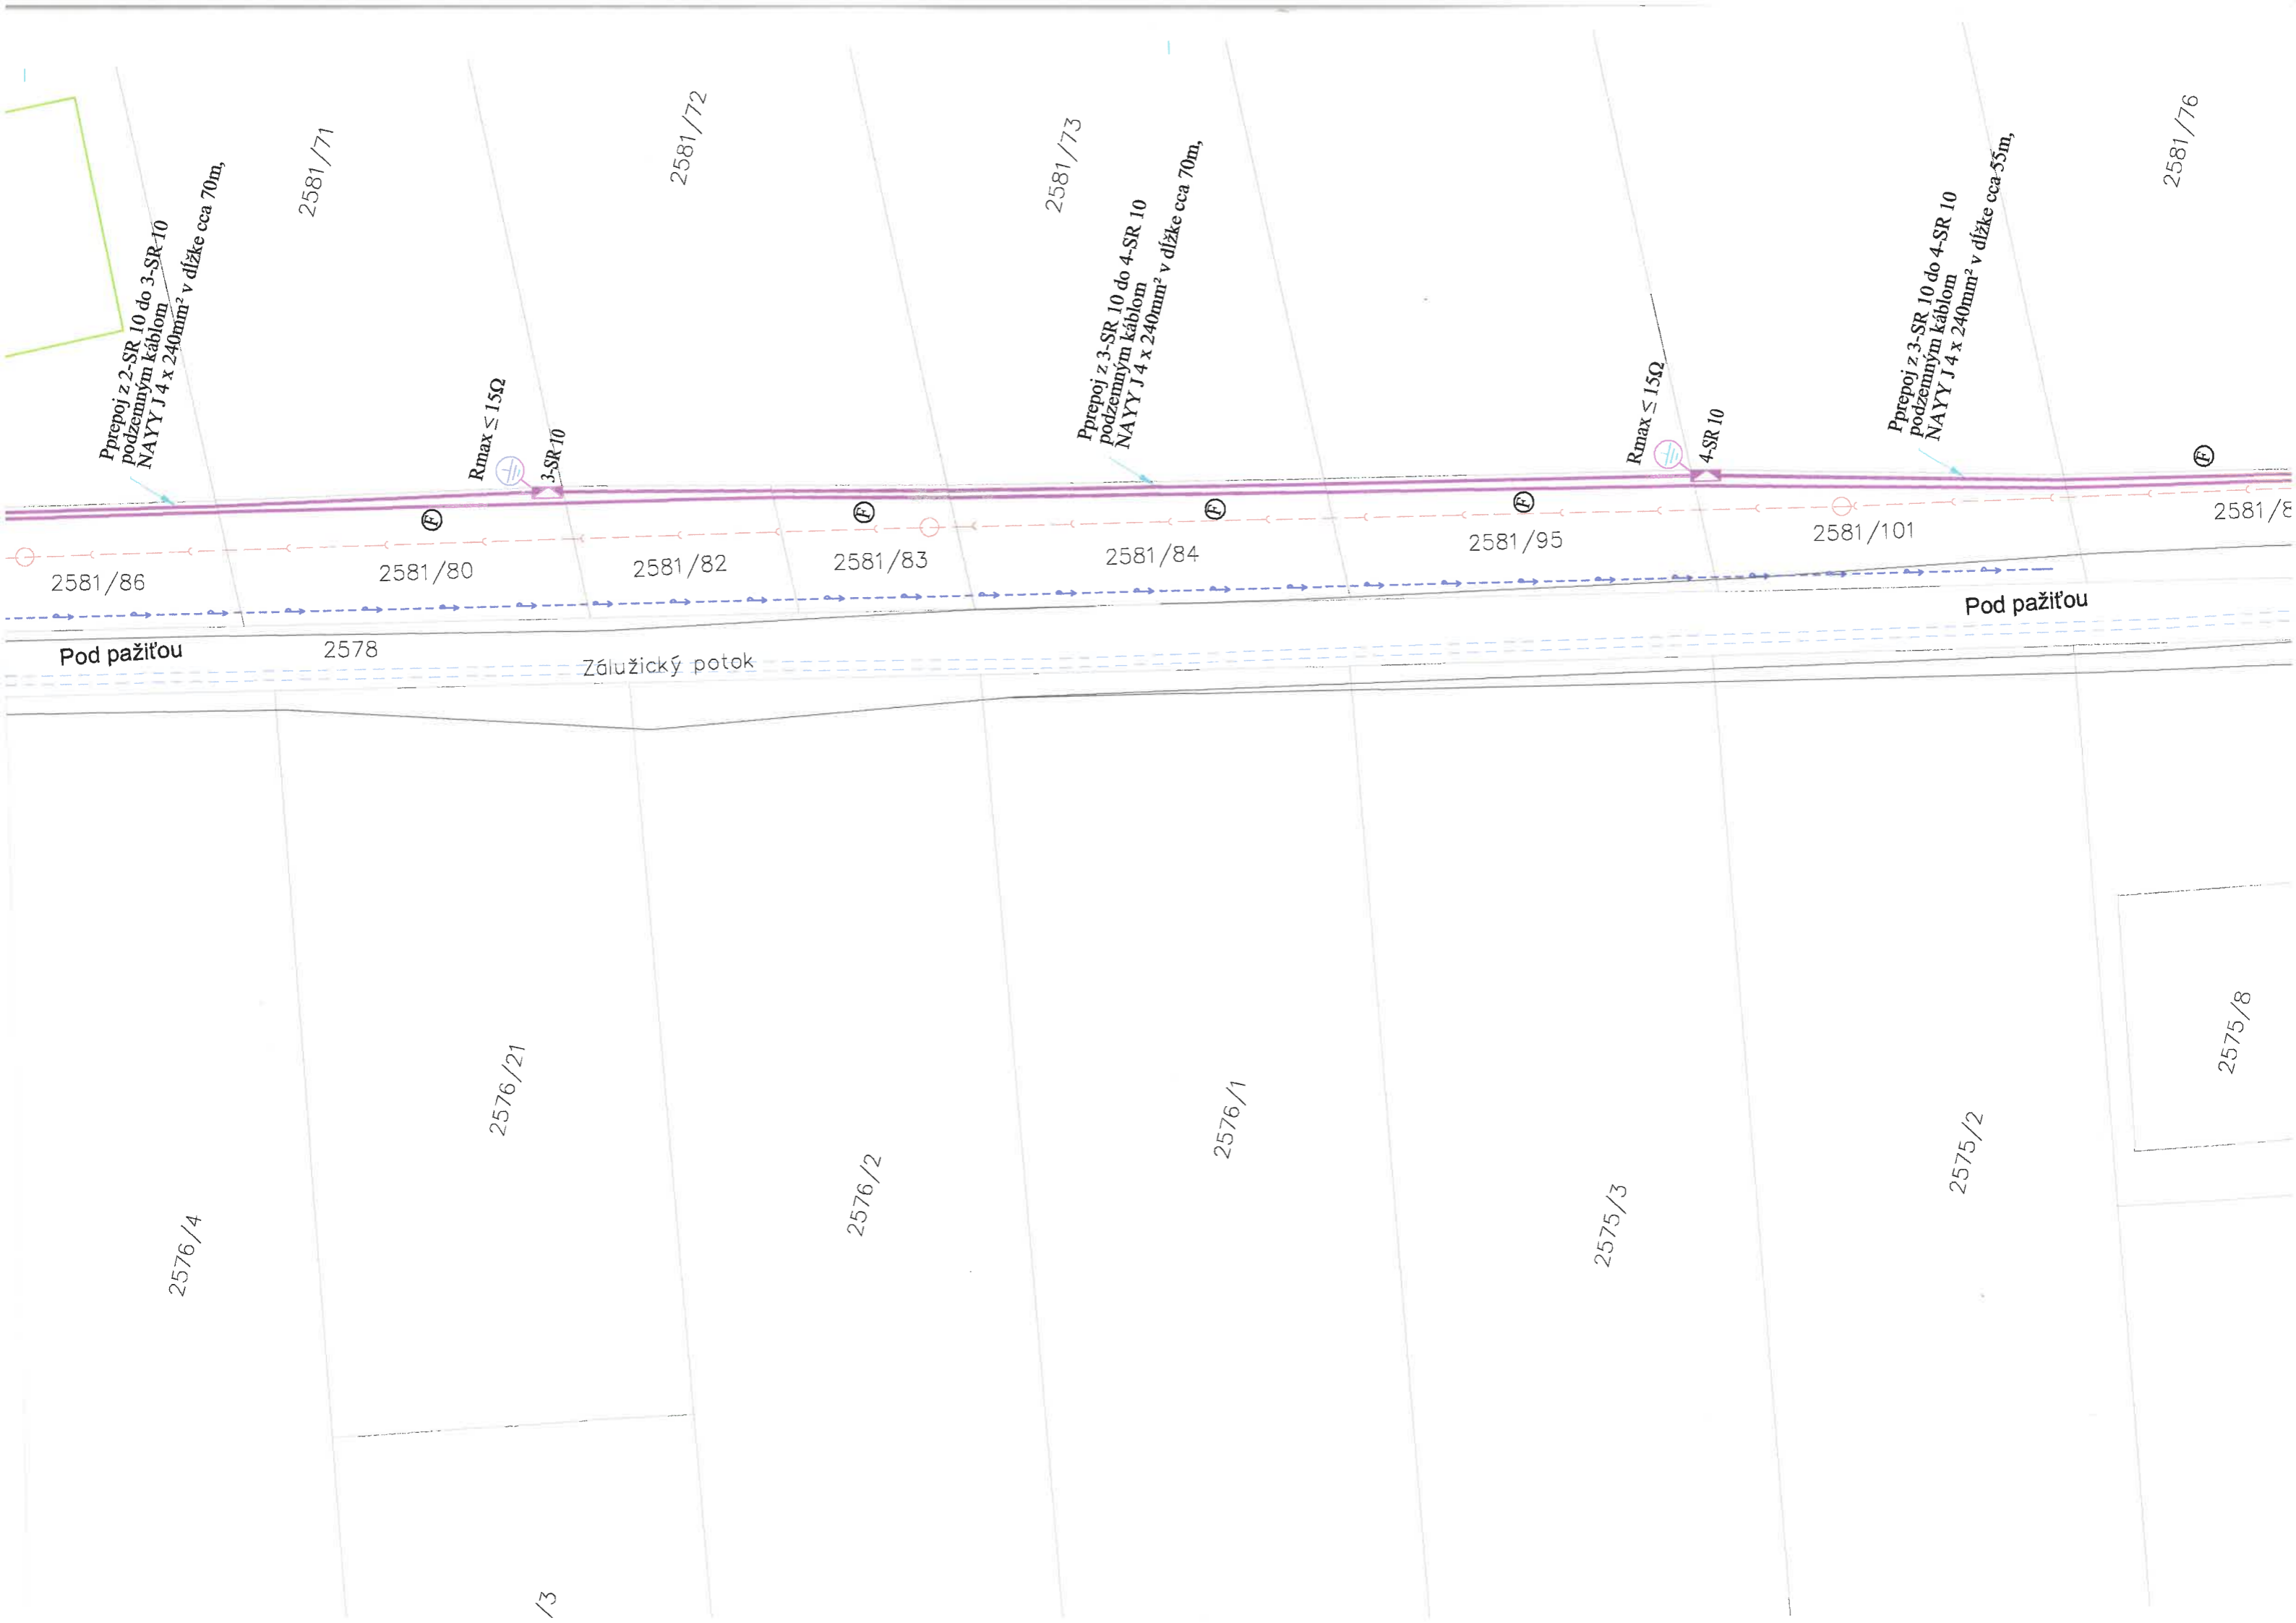 2581/71
2581/72
2581/73
2581/76
Pprepoj z 2-SR 10 do 3-SR 10
podzemným káblom
NAYY J 4 x 240mm² v dĺžke cca 70m,
Rmax ≤ 15Ω
3-SR 10
Pprepoj z 3-SR 10 do 4-SR 10
podzemným káblom
NAYY J 4 x 240mm² v dĺžke cca 70m,
Rmax ≤ 15Ω
4-SR 10
Pprepoj z 3-SR 10 do 4-SR 10
podzemným káblom
NAYY J 4 x 240mm² v dĺžke cca 55m,
F
F
F
F
F
2581/86
2581/80
2581/82
2581/83
2581/84
2581/95
2581/101
2581/8
Pod pažiťou
2578
Zálužický potok
Pod pažiťou
2576/4
2576/21
2576/2
2576/1
2575/3
2575/2
2575/8
/3